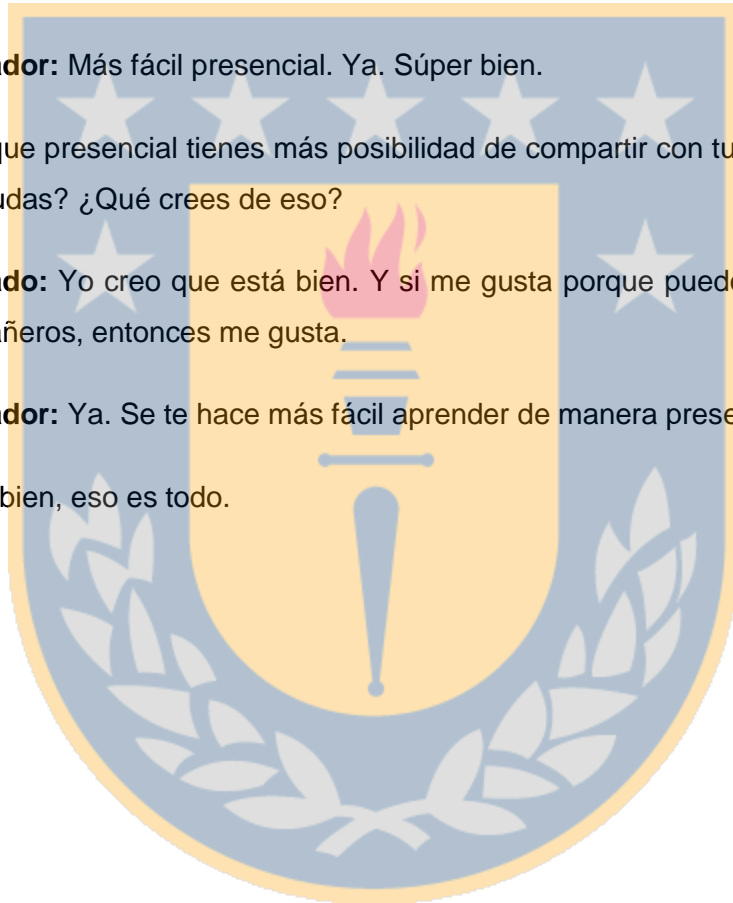 ador: Más fácil presencial. Ya. Súper bien.
que presencial tienes más posibilidad de compartir con tu
udas? ¿Qué crees de eso?
ado: Yo creo que está bien. Y si me gusta porque puedo
añeros, entonces me gusta.
ador: Ya. Se te hace más fácil aprender de manera prese
bien, eso es todo.